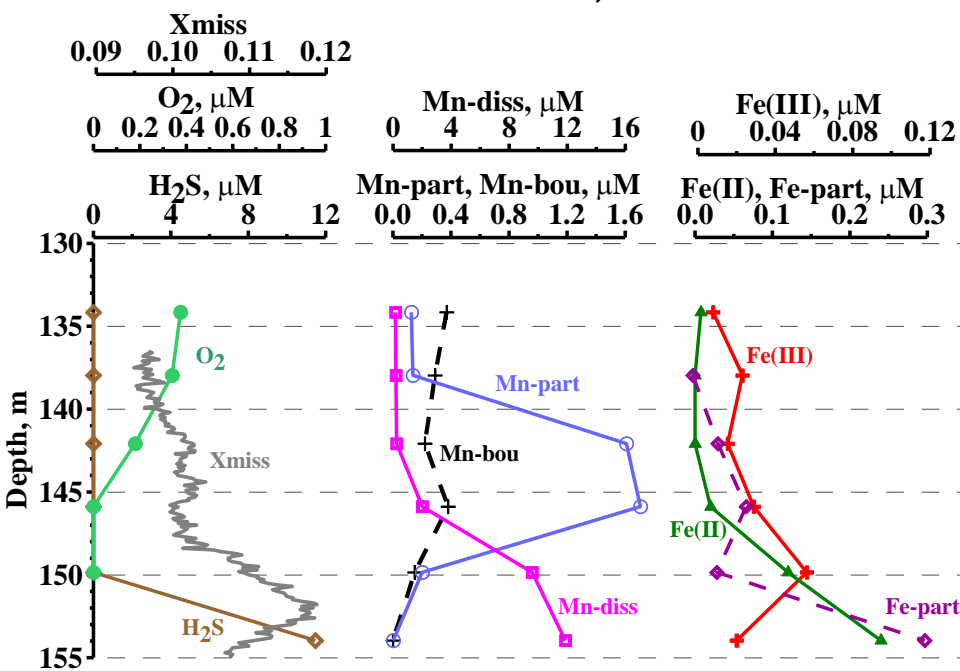 Xmiss
0.09 0.10 0.11 0.12
O2, μM
0 0.2 0.4 0.6 0.8 1
H2S, μM
0 4 8 12
Mn-diss, μM
0 4 8 12 16
Mn-part, Mn-bou, μM
0.0 0.4 0.8 1.2 1.6
Fe(III), μM
0 0.04 0.08 0.12
Fe(II), Fe-part, μM
0.0 0.1 0.2 0.3
Depth, m
130
135
140
145
150
155
O2
Xmiss
H2S
Mn-part
Mn-bou
Mn-diss
Fe(III)
Fe(II)
Fe-part